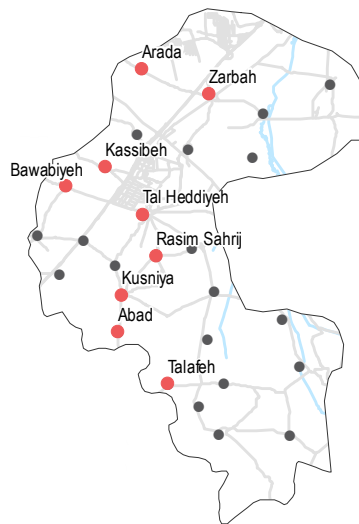 Arada
Zarbah
Kassibeh
Bawabiyeh
Tal Heddiyeh
Rasim Sahrij
Kusniya
Abad
Talafeh